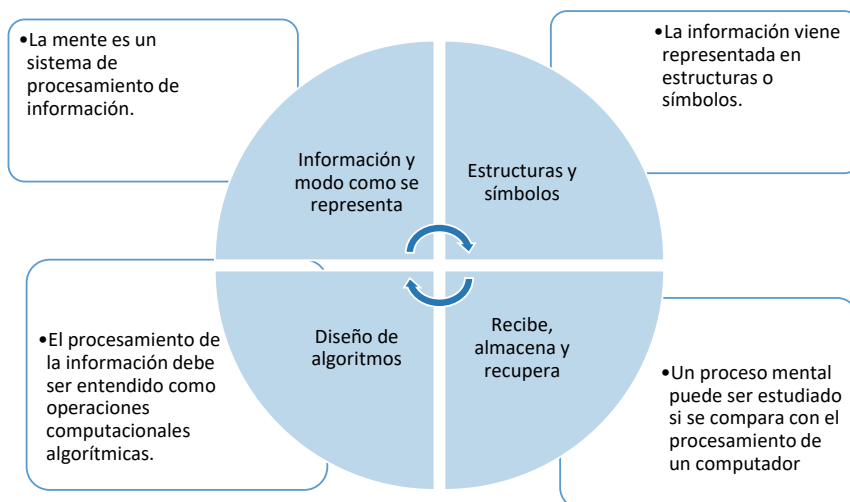 •La mente es un
sistema de
procesamiento de
información.
•La información viene
representada en
estructuras o
símbolos.
Información y
modo como se
representa
Estructuras y
símbolos
Diseño de
algoritmos
Recibe,
almacena y
recupera
•El procesamiento de
la información debe
ser entendido como
operaciones
computacionales
algorítmicas.
•Un proceso mental
puede ser estudiado
si se compara con el
procesamiento de
un computador